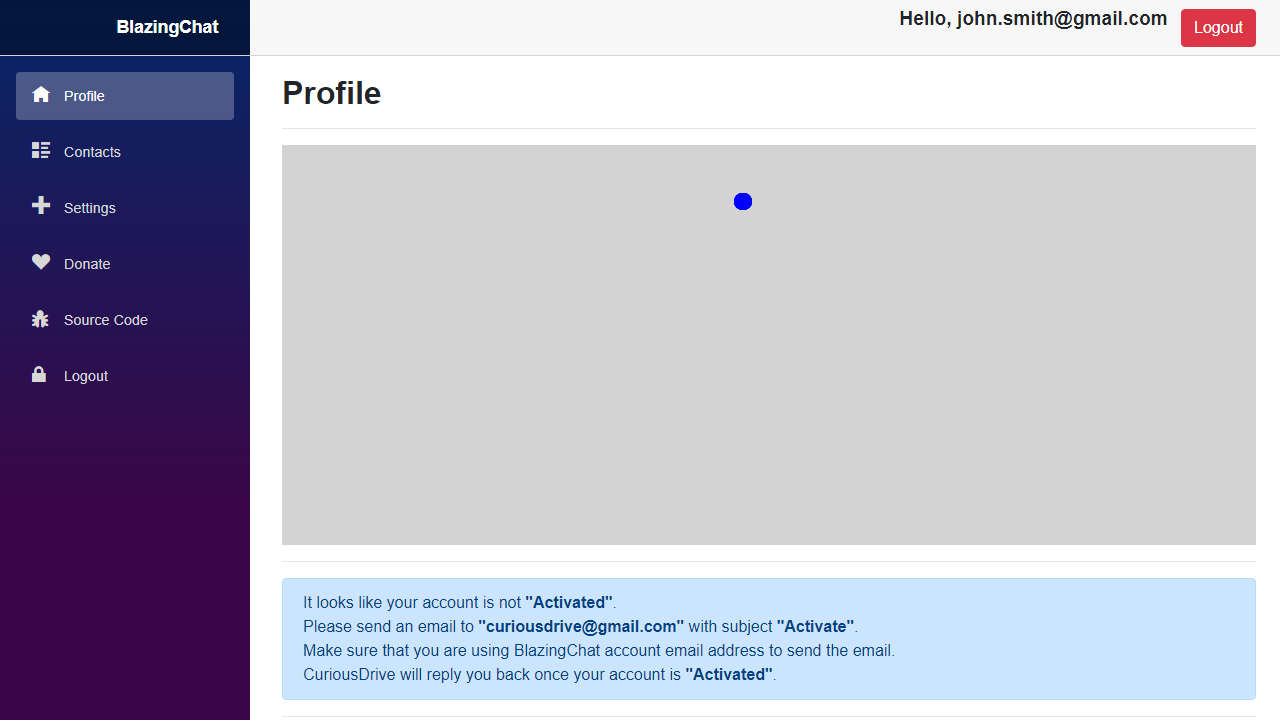 BlazingChat
Hello, john.smith@gmail.com
Logout
Profile
Contacts
Settings
Donate
Source Code
Logout
Profile
It looks like your account is not "Activated".
Please send an email to "curiousdrive@gmail.com" with subject "Activate".
Make sure that you are using BlazingChat account email address to send the email.
CuriousDrive will reply you back once your account is "Activated".